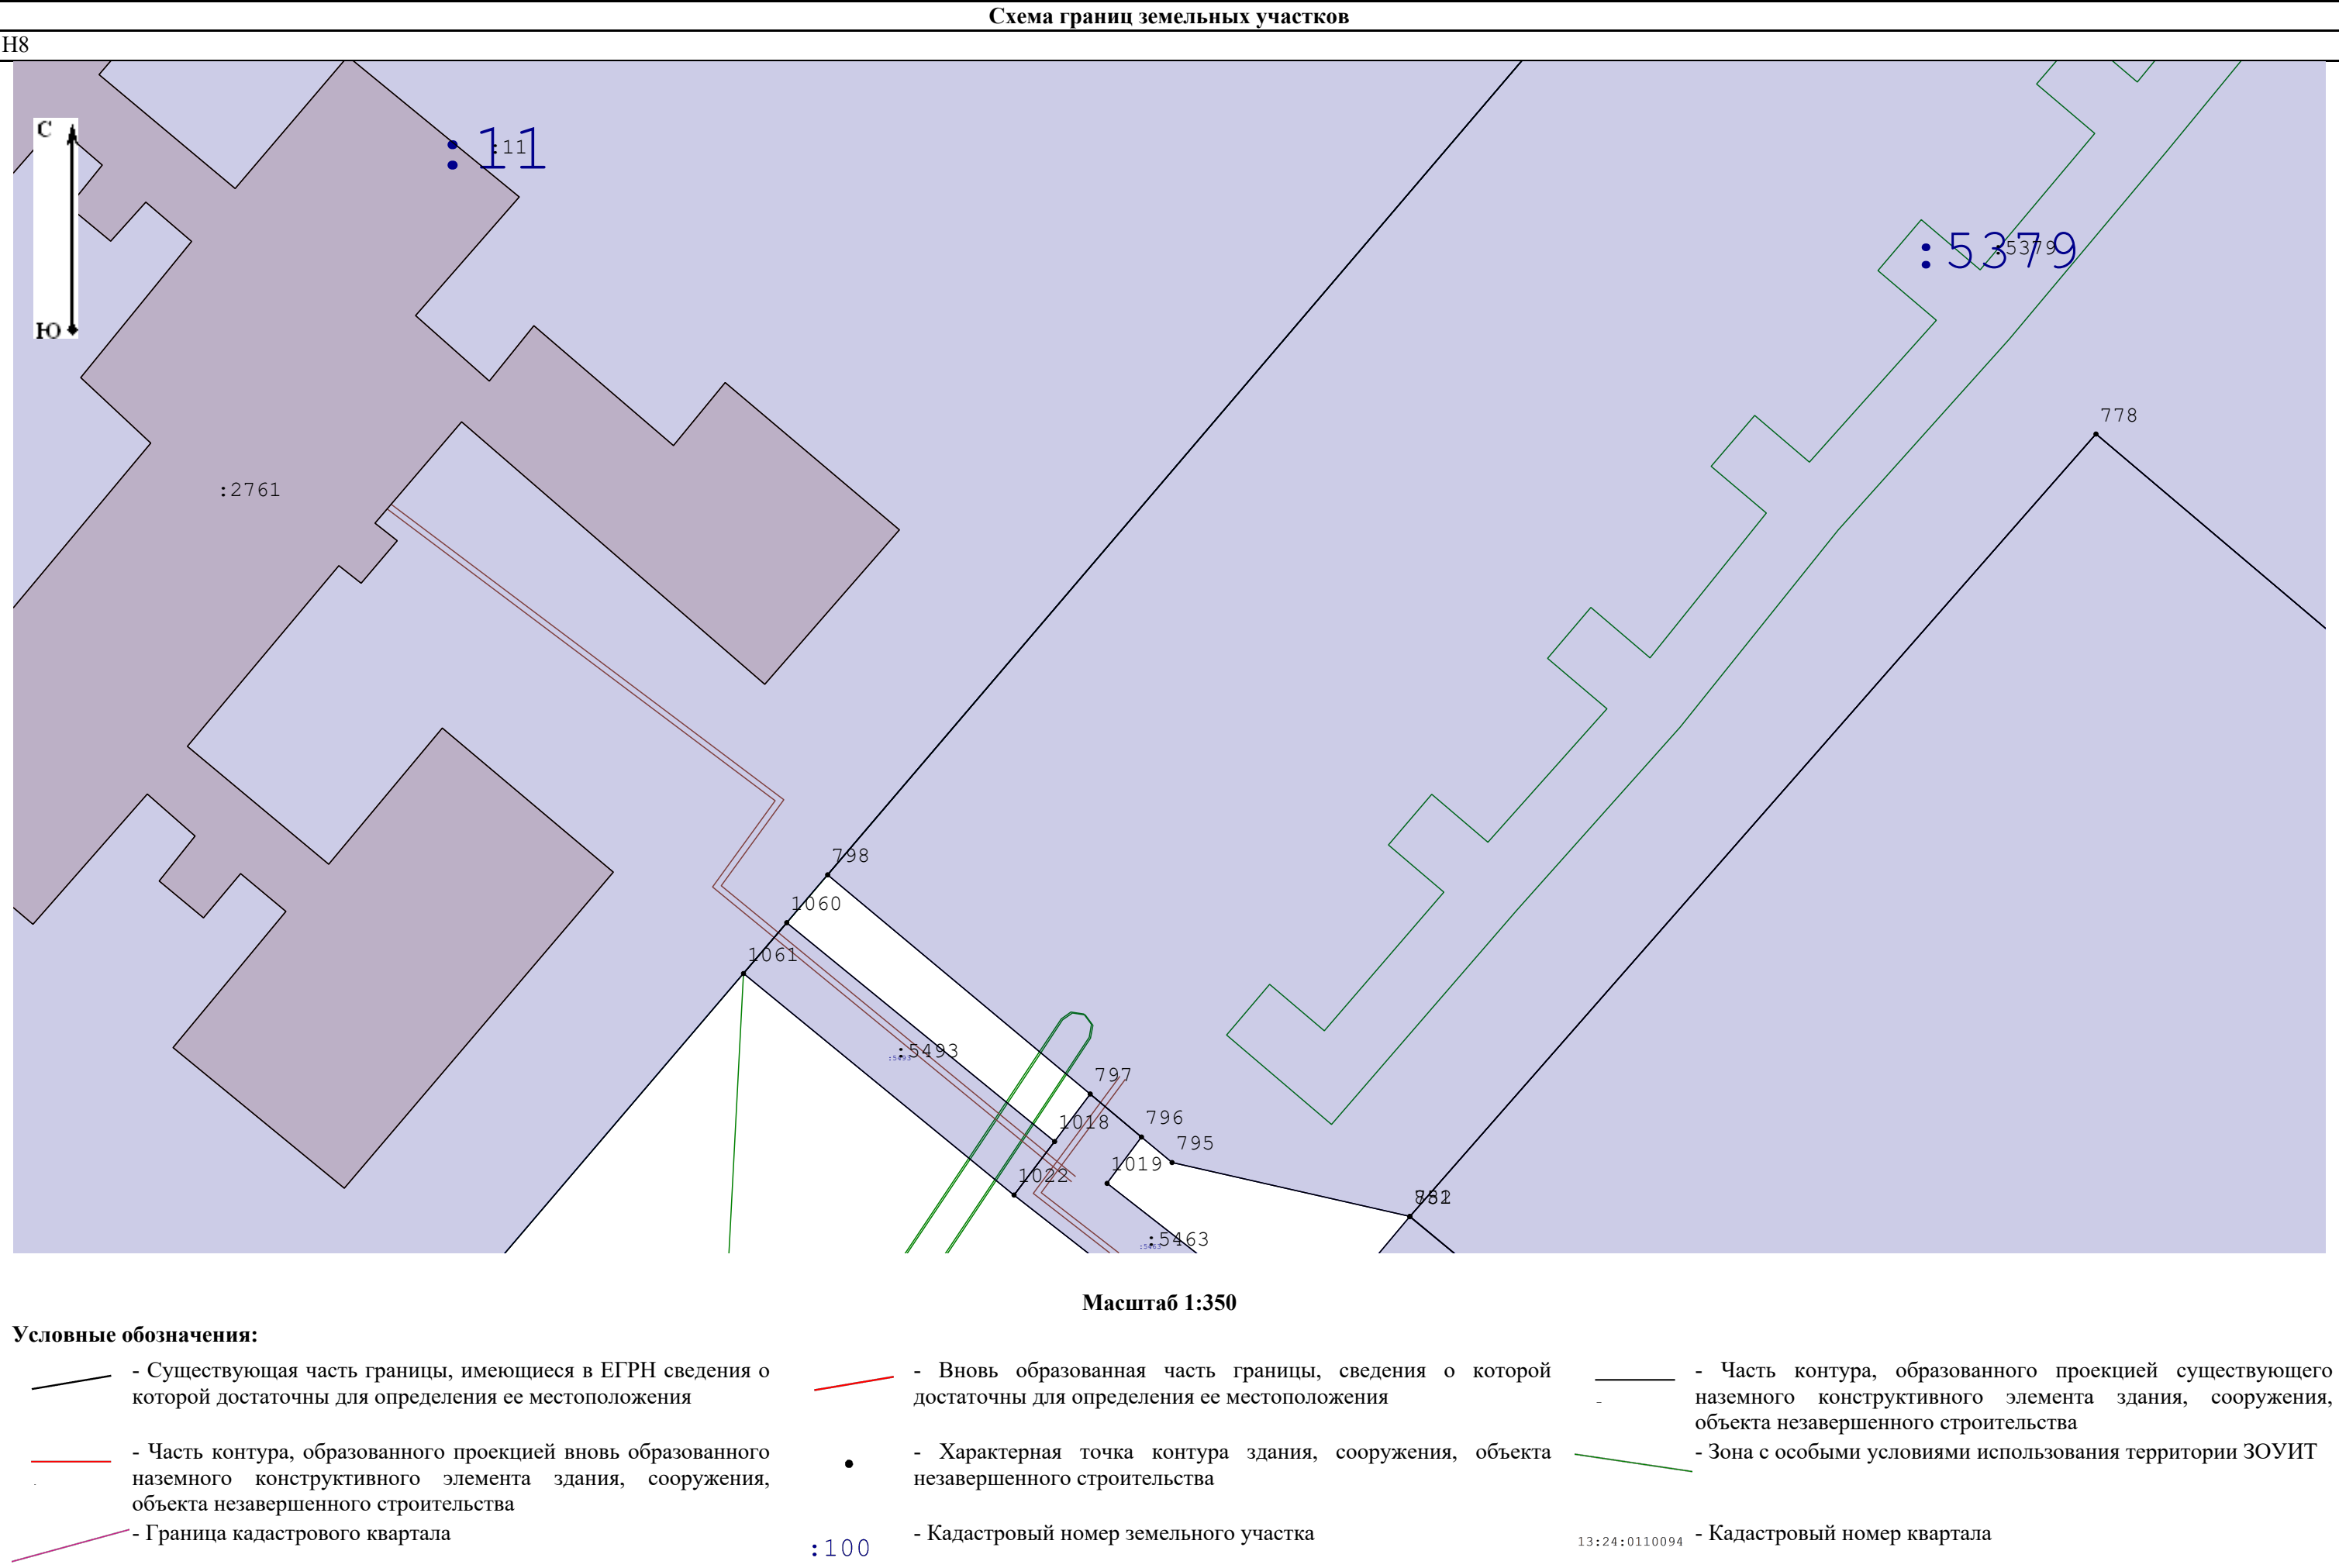 Схема границ земельных участков
Н8
С
:11
:11
Ю
:5379
:5379
778
:2761
798
1060
1061
:5493
:5493
797
1018
796
795
1019
1022
:5463
:5463
Масштаб 1:350
Условные обозначения:
- Существующая часть границы, имеющиеся в ЕГРН сведения о
которой достаточны для определения ее местоположения
- Вновь образованная часть границы, сведения о которой
достаточны для определения ее местоположения
- Часть контура, образованного проекцией существующего
наземного конструктивного элемента здания, сооружения,
объекта незавершенного строительства
- Часть контура, образованного проекцией вновь образованного
наземного конструктивного элемента здания, сооружения,
объекта незавершенного строительства
- Характерная точка контура здания, сооружения, объекта
незавершенного строительства
- Зона с особыми условиями использования территории ЗОУИТ
- Граница кадастрового квартала
:100
- Кадастровый номер земельного участка
13:24:0110094
- Кадастровый номер квартала